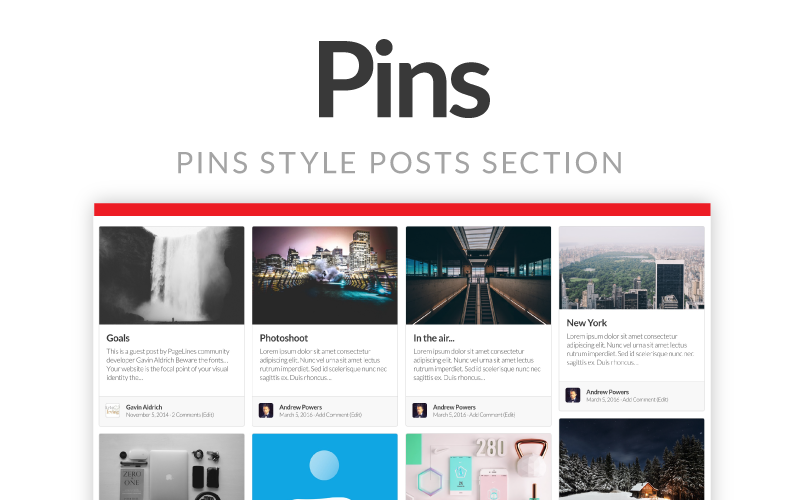 Pins
PINS STYLE POSTS SECTION
Goals
This is a guest post by PageLines community
developer Gavin Aldrich Beware the fonts...
Your website is the focal point of your visual
identity the...
Gavin Aldrich
November 5, 2014 · 2 Comments (Edit)
Photoshoot
Lorem ipsum dolor sit amet consectetur
adipiscing elit. Nunc vel urna sit amet lectus
rutrum imperdiet. Sed id scelerisque nunc nec
sagittis ex. Duis rhoncus...
Andrew Powers
March 5, 2016 · Add Comment (Edit)
In the air...
Lorem ipsum dolor sit amet consectetur
adipiscing elit. Nunc vel urna sit amet lectus
rutrum imperdiet. Sed id scelerisque nunc nec
sagittis ex. Duis rhoncus...
Andrew Powers
March 5, 2016 · Add Comment (Edit)
New York
Lorem ipsum dolor sit amet consectetur
adipiscing elit. Nunc vel urna sit amet lectus
rutrum imperdiet. Sed id scelerisque nunc nec
sagittis ex. Duis rhoncus...
Andrew Powers
March 5, 2016 · Add Comment (Edit)
ZERO
ONE
280